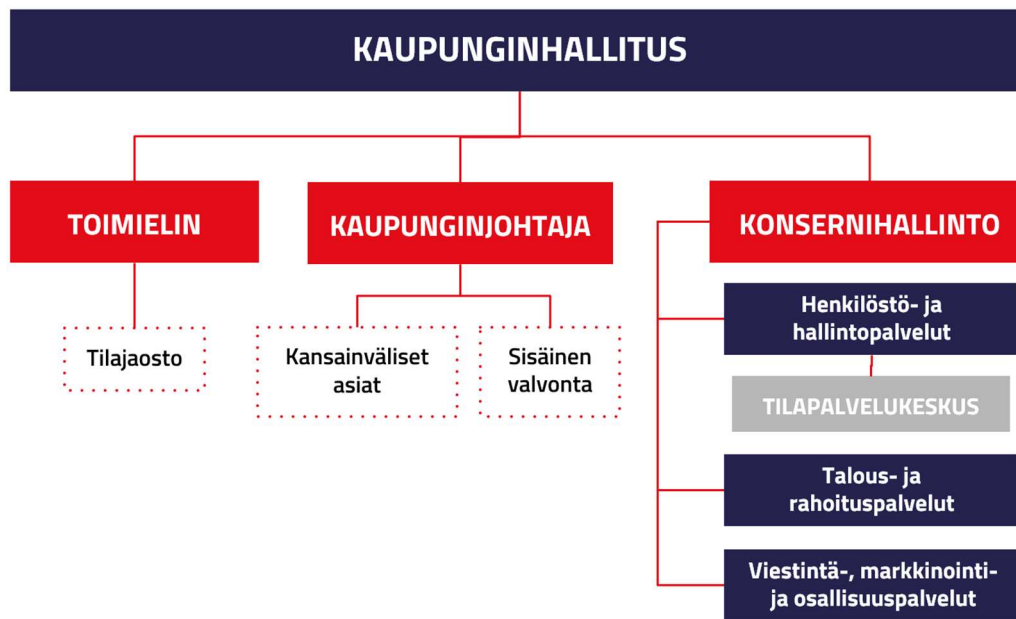 KAUPUNGINHALLITUS
TOIMIELIN
KAUPUNGINJOHTAJA
KONSERNIHALLINTO
Tilajaosto
Kansainväliset
asiat
Sisäinen
valvonta
Henkilöstö- ja
hallintopalvelut
TILAPALVELUKESKUS
Talous- ja
rahoituspalvelut
Viestintä-, markkinointi-
ja osallisuuspalvelut